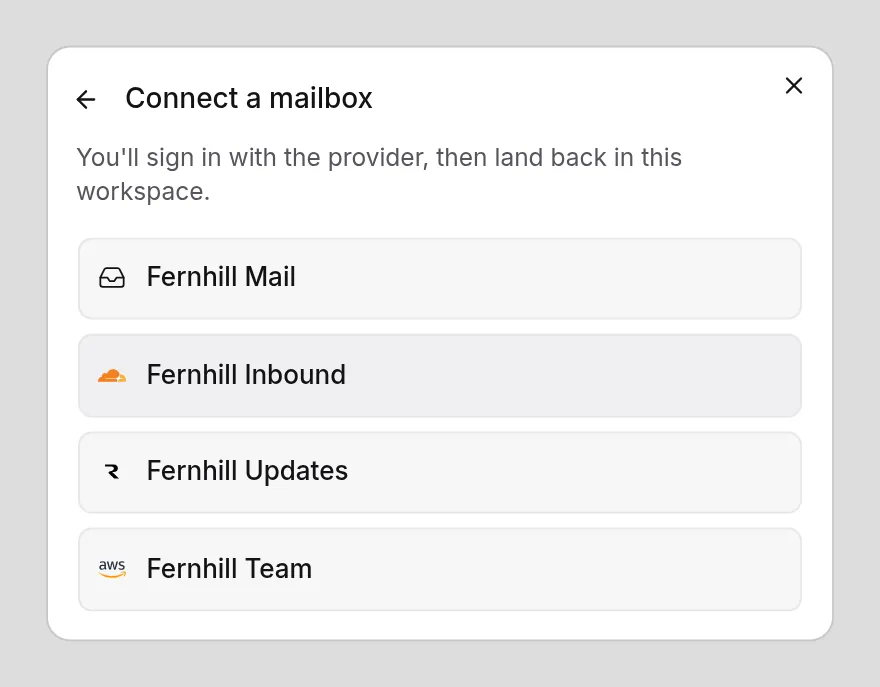 Connect a mailbox
You'll sign in with the provider, then land back in this
workspace.
Fernhill Mail
Fernhill Inbound
Fernhill Updates
aws Fernhill Team